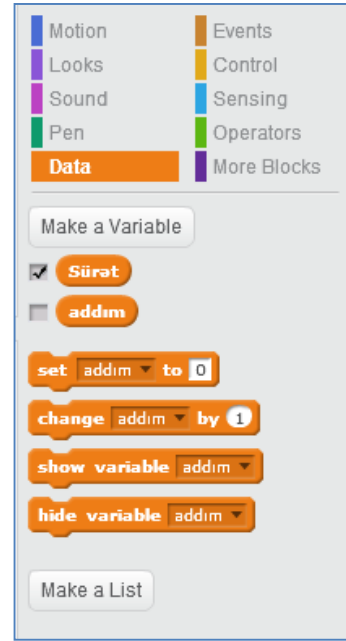 Motion Events
Looks Control
Sound Sensing
Pen Operators
Data More Blocks
Make a Variable
Sürət
addım
set addım to 0
change addım by 1
show variable addım
hide variable addım
Make a List